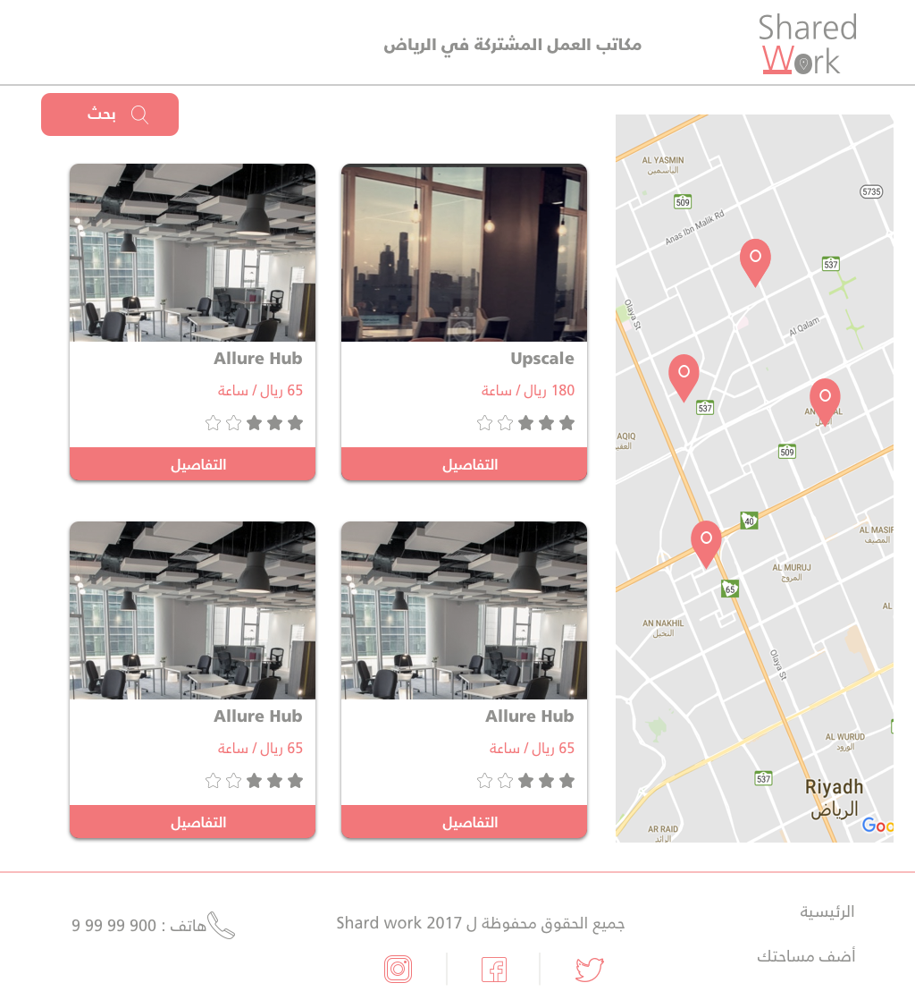 Shared
Work
مكاتب العمل المشتركة في الرياض
بحث
Upscale
180 ريال / ساعة
التفاصيل
Allure Hub
65 ريال / ساعة
التفاصيل
Allure Hub
65 ريال / ساعة
التفاصيل
Allure Hub
65 ريال / ساعة
التفاصيل
AL YASMIN
الياسمين
509
5735
Anas Ibn Malik Rd
537
Olaya St
Al Qalam
537
AQIQ
509
40
AL MASIF
المصيف
AL MURUJ
المروج
65
AL
AN NAKHIL
النخيل
Olaya St
AL WURUD
الورود
537
Riyadh
الرياض
AR RAID
الرائد
Goo
الرئيسية
أضف مساحتك
جميع الحقوق محفوظة ل Shard work 2017
هاتف : 900 99 99 9